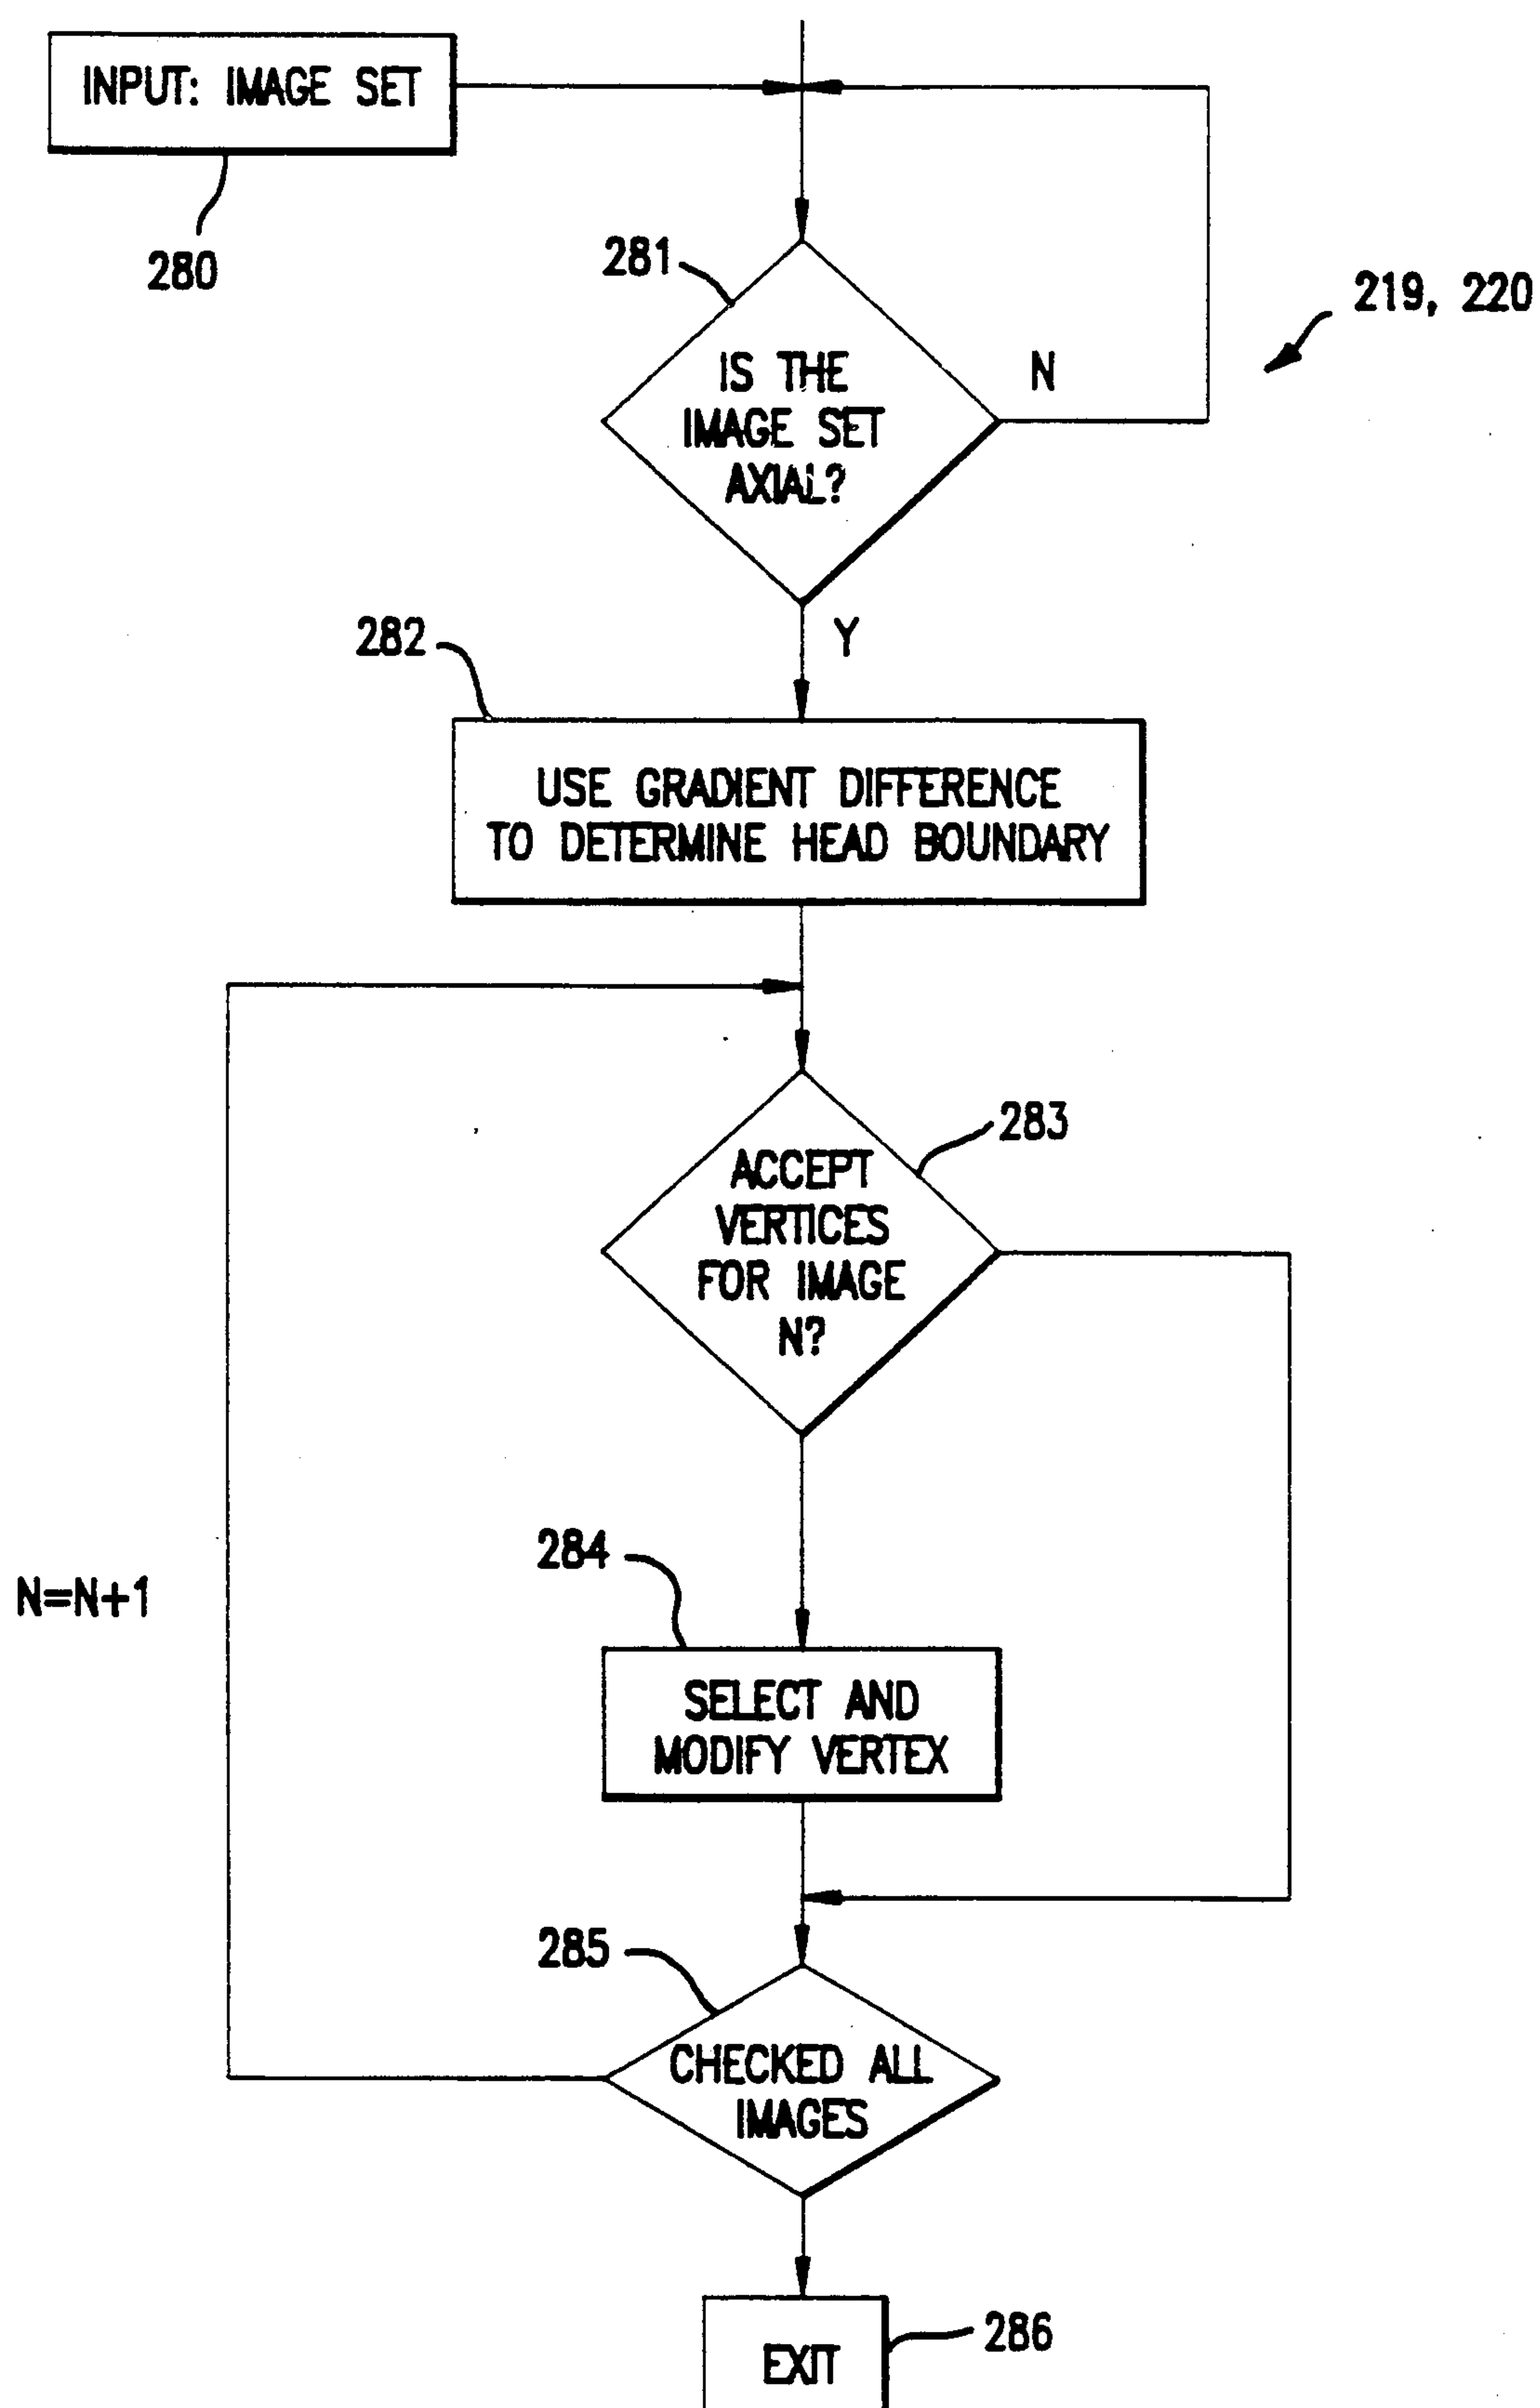 INPUT: IMAGE SET
280
281
219, 220
IS THE
IMAGE SET
AXIAL?
N
Y
282
USE GRADIENT DIFFERENCE
TO DETERMINE HEAD BOUNDARY
283
ACCEPT
VERTICES
FOR IMAGE
N?
284
N=N+1
SELECT AND
MODIFY VERTEX
285
CHECKED ALL
IMAGES
286
EXIT